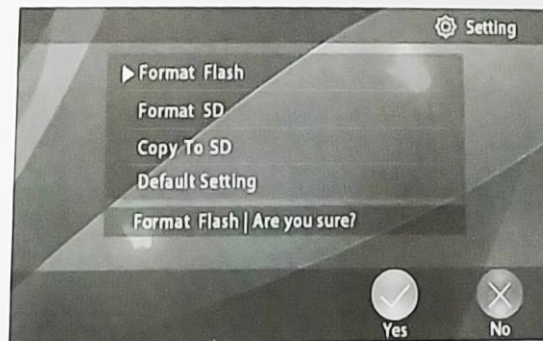 Setting
Format Flash
Format SD
Copy To SD
Default Setting
Format Flash | Are you sure?
Yes
No